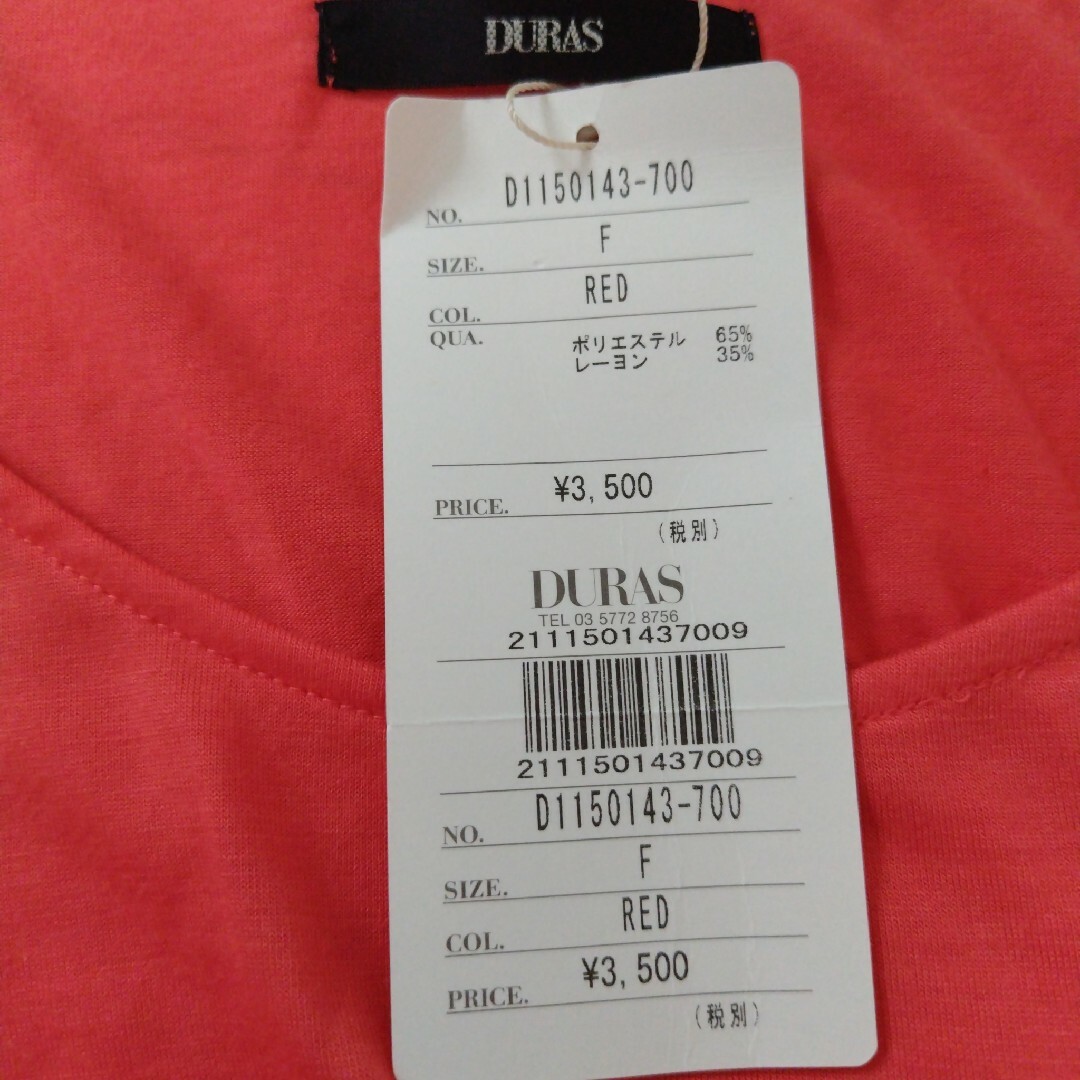 DURAS
NO. D1150143-700
SIZE. F
COL. RED
QUA. ポリエステル 65%
レーヨン 35%
PRICE. ¥3,500
(税別)
DURAS
TEL 03 5772 8756
2111501437009
2111501437009
NO. D1150143-700
SIZE. F
COL. RED
PRICE. ¥3,500
(税別)